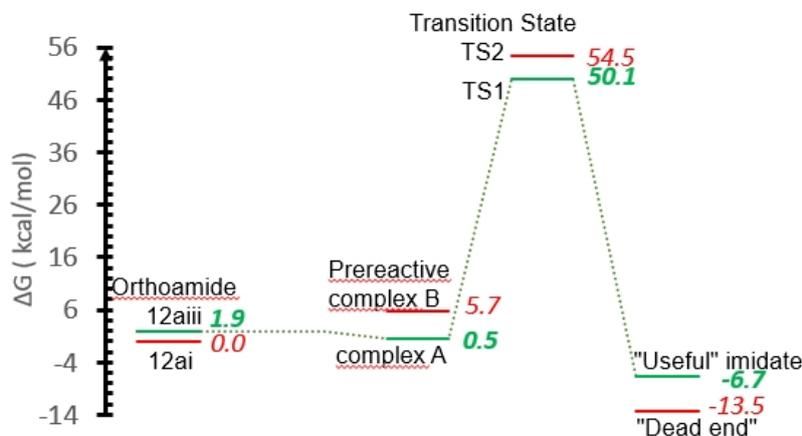 Transition State
56
TS2
54.5
TS1
50.1
46
36
26
16
6
-4
-14
ΔG ( kcal/mol)
Orthoamide
12aiii 1.9
0.0
12ai
Prereactive
complex B
5.7
0.5
complex A
"Useful" imidate
-6.7
-13.5
"Dead end"